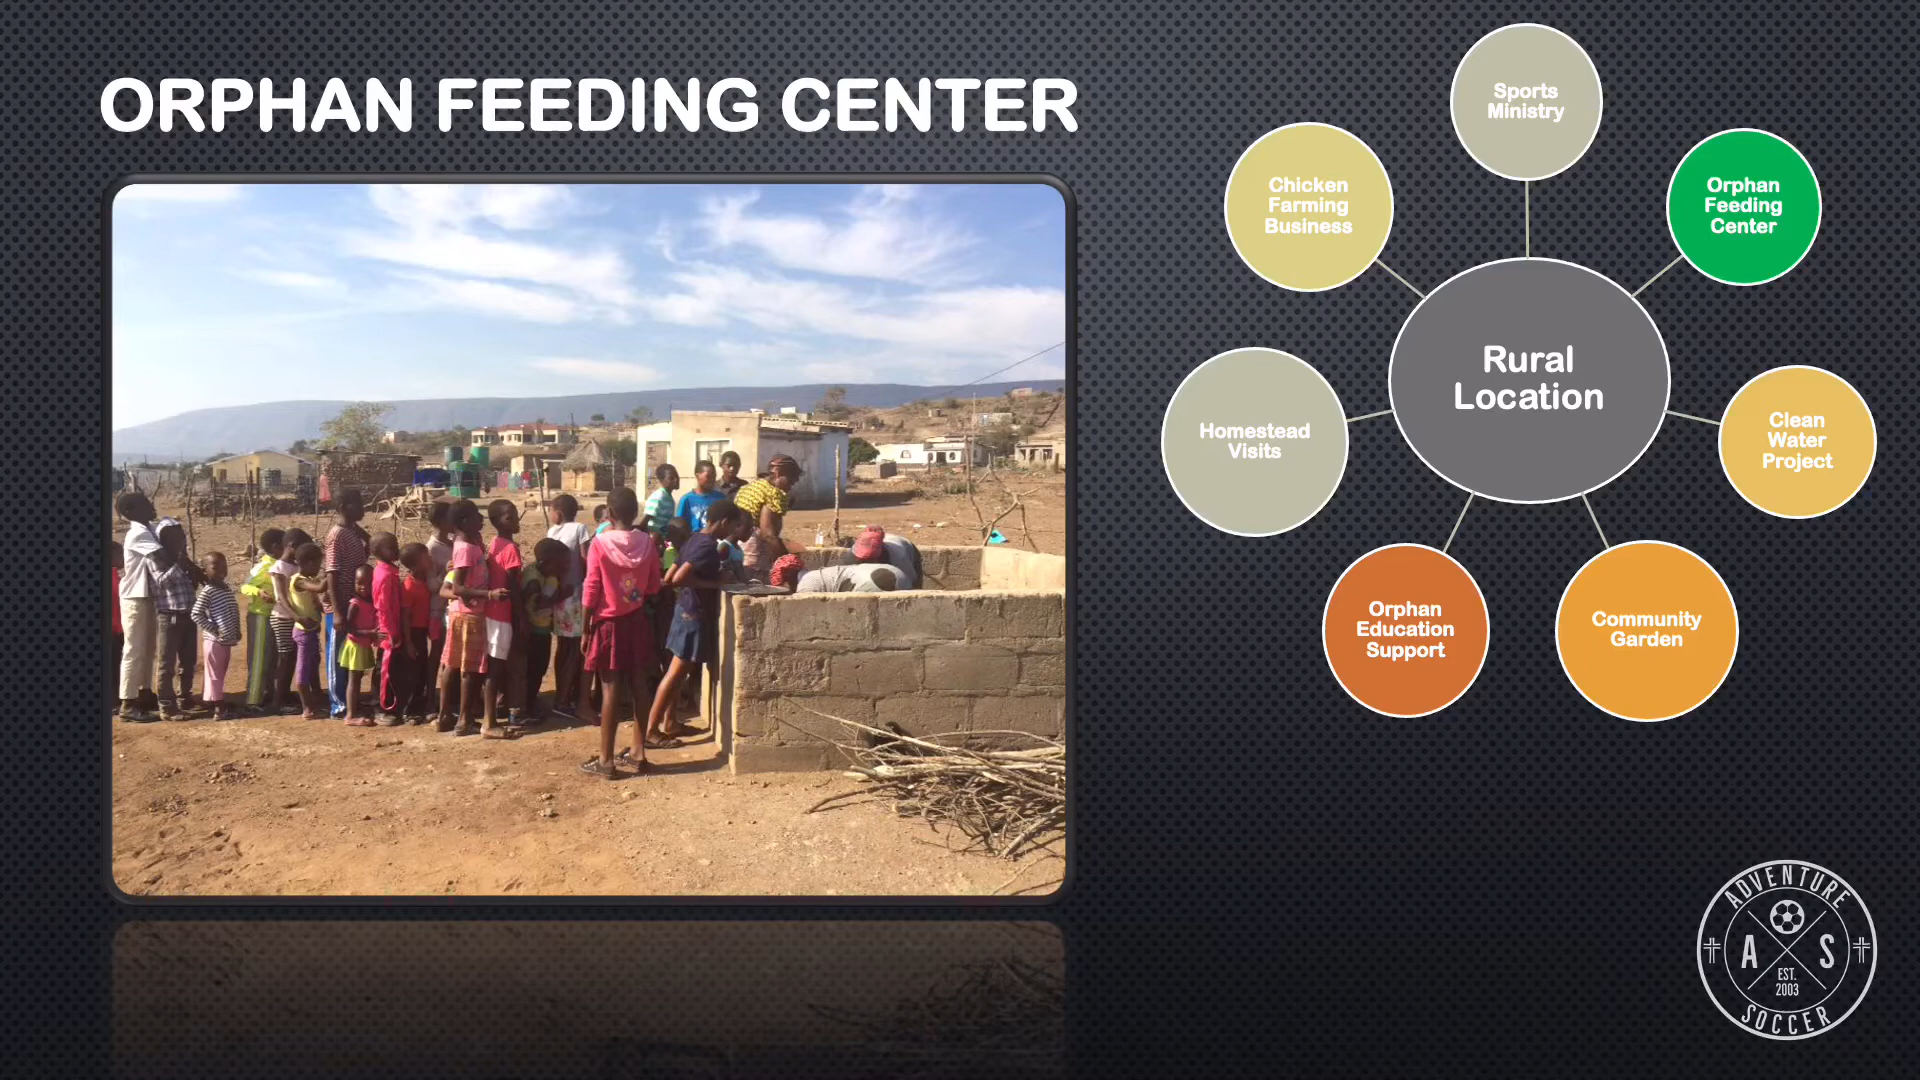 ORPHAN FEEDING CENTER
Sports
Ministry
Orphan
Feeding
Center
Clean
Water
Project
Community
Garden
Orphan
Education
Support
Homestead
Visits
Chicken
Farming
Business
Rural
Location
ADVENTURE
A S
EST.
2003
SOCCER